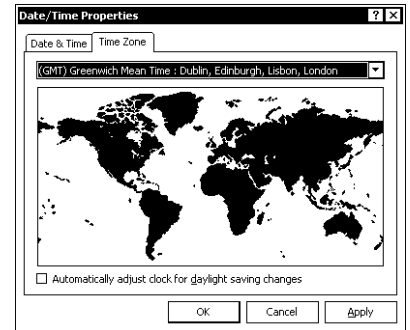 Date/Time Properties
Date & Time Time Zone
(GMT) Greenwich Mean Time : Dublin, Edinburgh, Lisbon, London
Automatically adjust clock for daylight saving changes
OK Cancel Apply